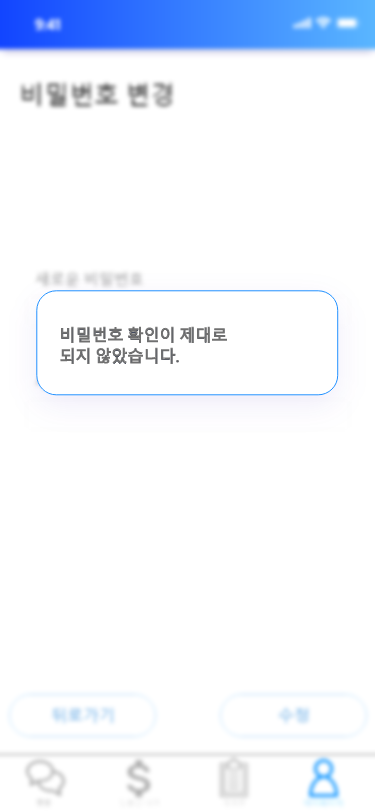 9:41
비밀번호 변경
새로운 비밀번호
비밀번호 확인이 제대로
되지 않았습니다.
뒤로가기
수정